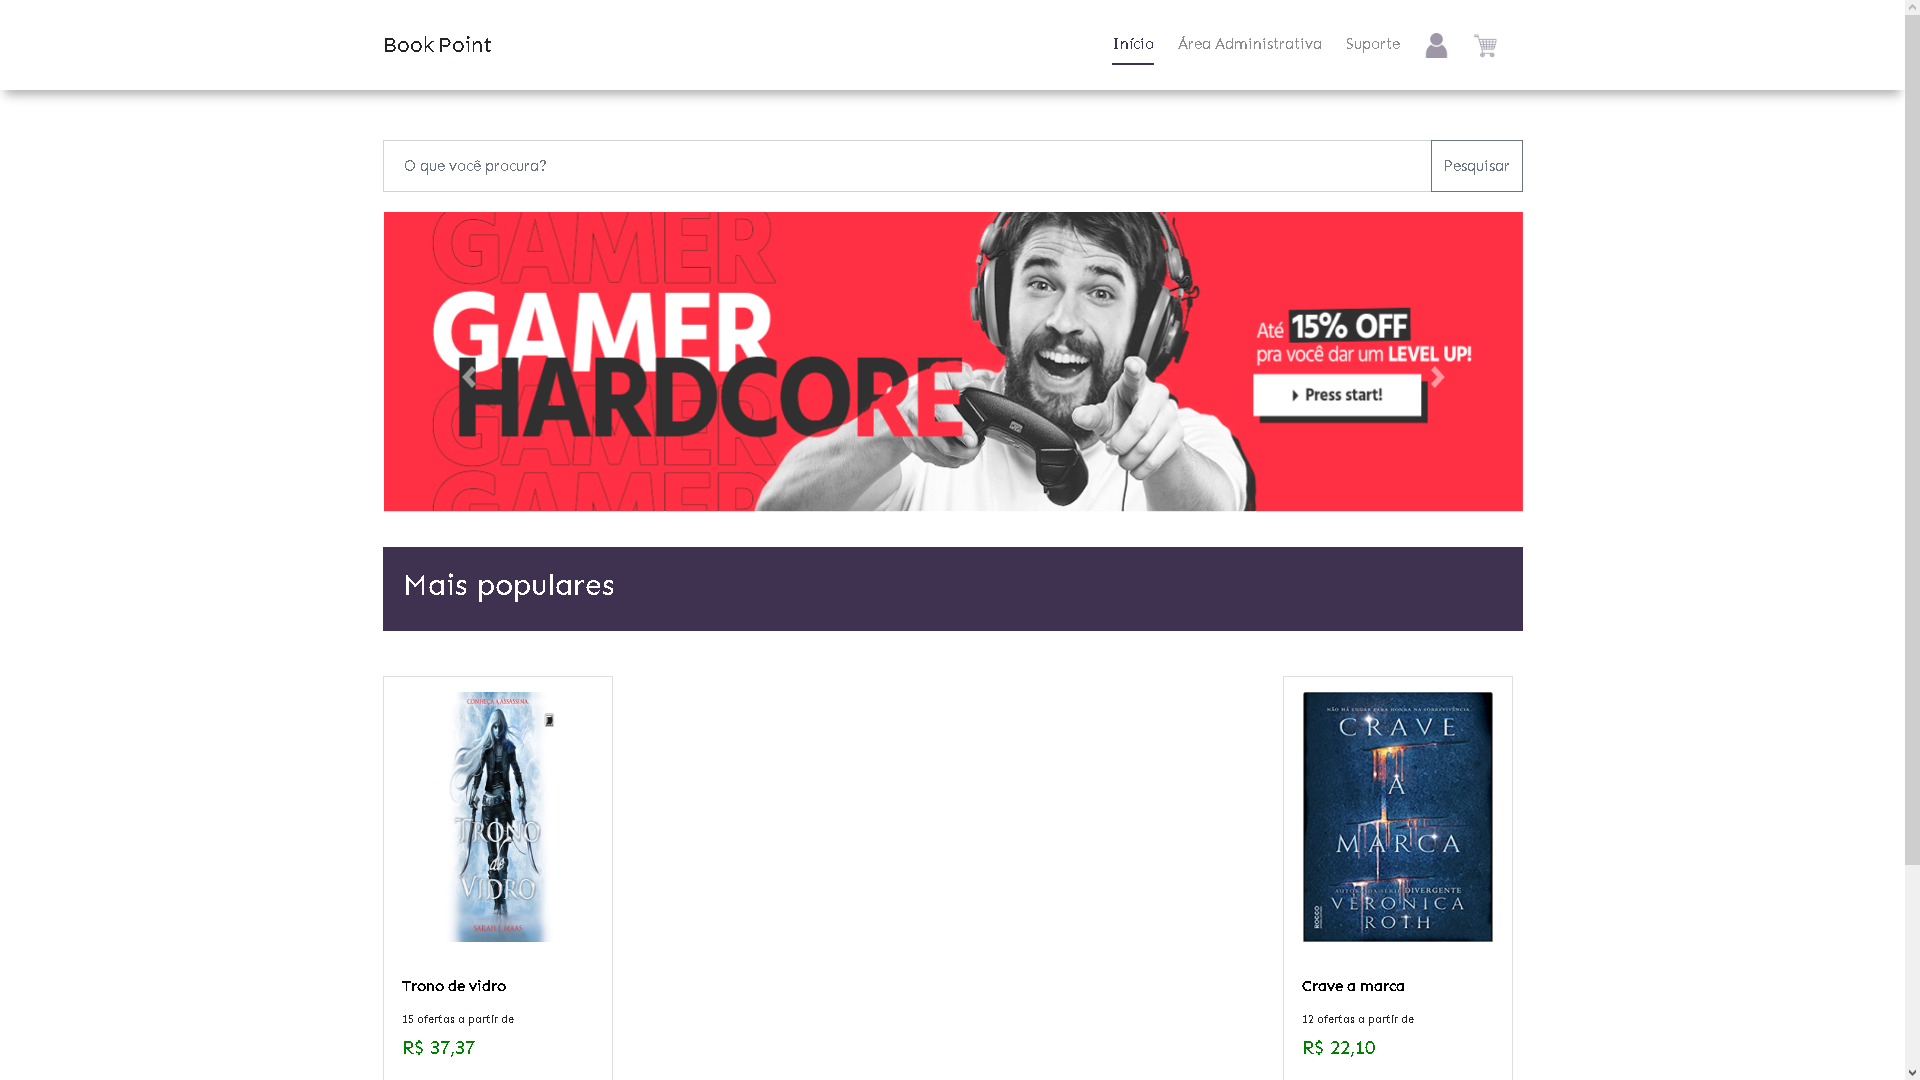 Book Point
Início
Área Administrativa
Suporte
O que você procura?
Pesquisar
GAMER
GAMER
HARDCORE
GAMER
GAMER
GAMER
Até 15% OFF
pra você dar um LEVEL UP!
Press start!
Mais populares
CONHEÇA A ASSASSINA.
TRONO
de
VIDRO
SARAH J. MAAS
Trono de vidro
15 ofertas a partir de
R$ 37,37
NÃO HÁ LUGAR PARA HONRA NA SOBREVIVÊNCIA
CRAVE
A
MARCA
AUTORA DA SÉRIE DIVERGENTE
VERONICA
ROTH
ROCCO
Crave a marca
12 ofertas a partir de
R$ 22,10